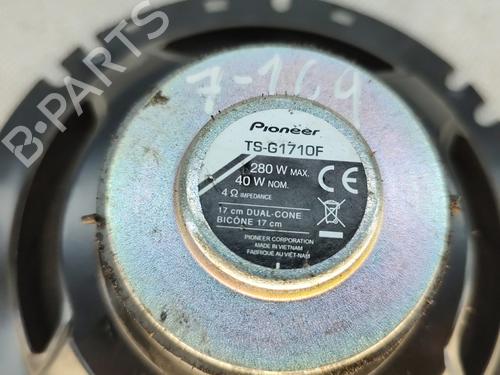 B-PARTS
7-169
Pioneer
TS-G1710F
280 W MAX.
40 W NOM.
4 Ω IMPEDANCE
CE
17 cm DUAL-CONE
BICÔNE 17 cm
PIONEER CORPORATION
MADE IN VIETNAM
FABRIQUÉ AU VIÊT-NAM